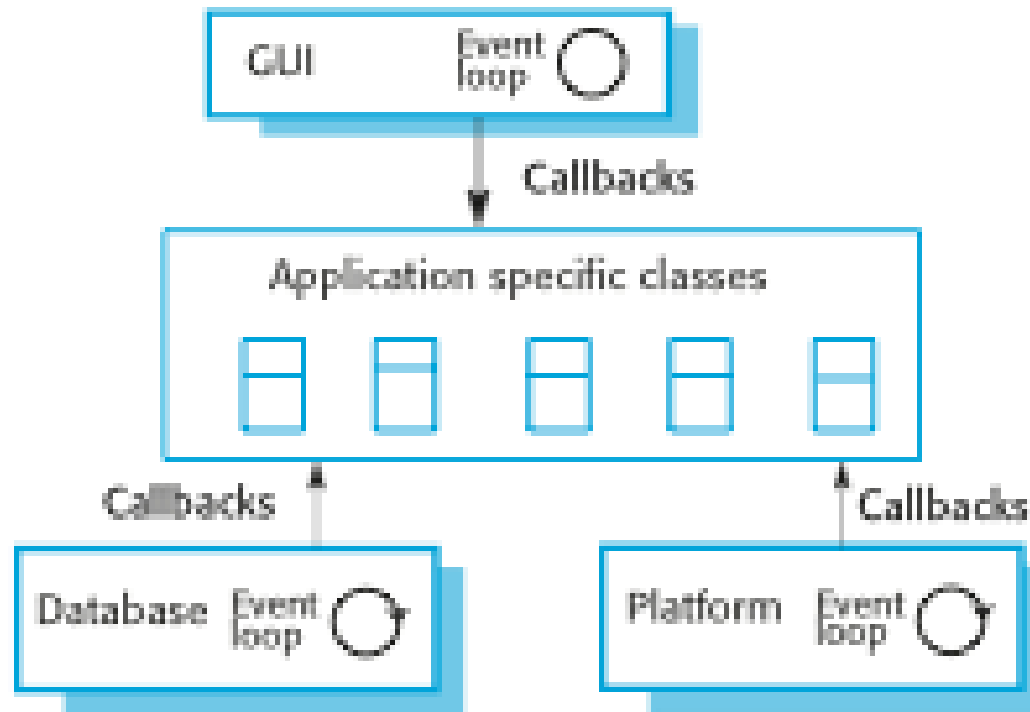 GUI
Event
loop
Callbacks
Application specific classes
Callbacks
Callbacks
Database
Event
loop
Platform
Event
loop